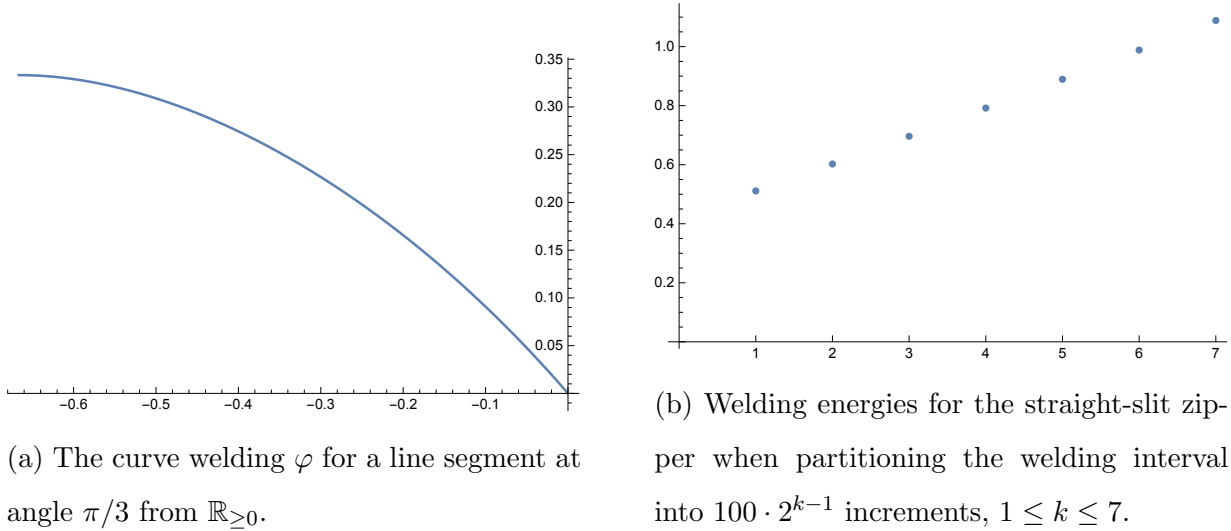 0.35
0.30
0.25
0.20
0.15
0.10
0.05
−0.6 −0.5 −0.4 −0.3 −0.2 −0.1
(a) The curve welding φ for a line segment at
angle π/3 from ℝ≥0.
1.0
0.8
0.6
0.4
0.2
1 2 3 4 5 6 7
(b) Welding energies for the straight-slit zip-
per when partitioning the welding interval
into 100 · 2^{k−1} increments, 1 ≤ k ≤ 7.